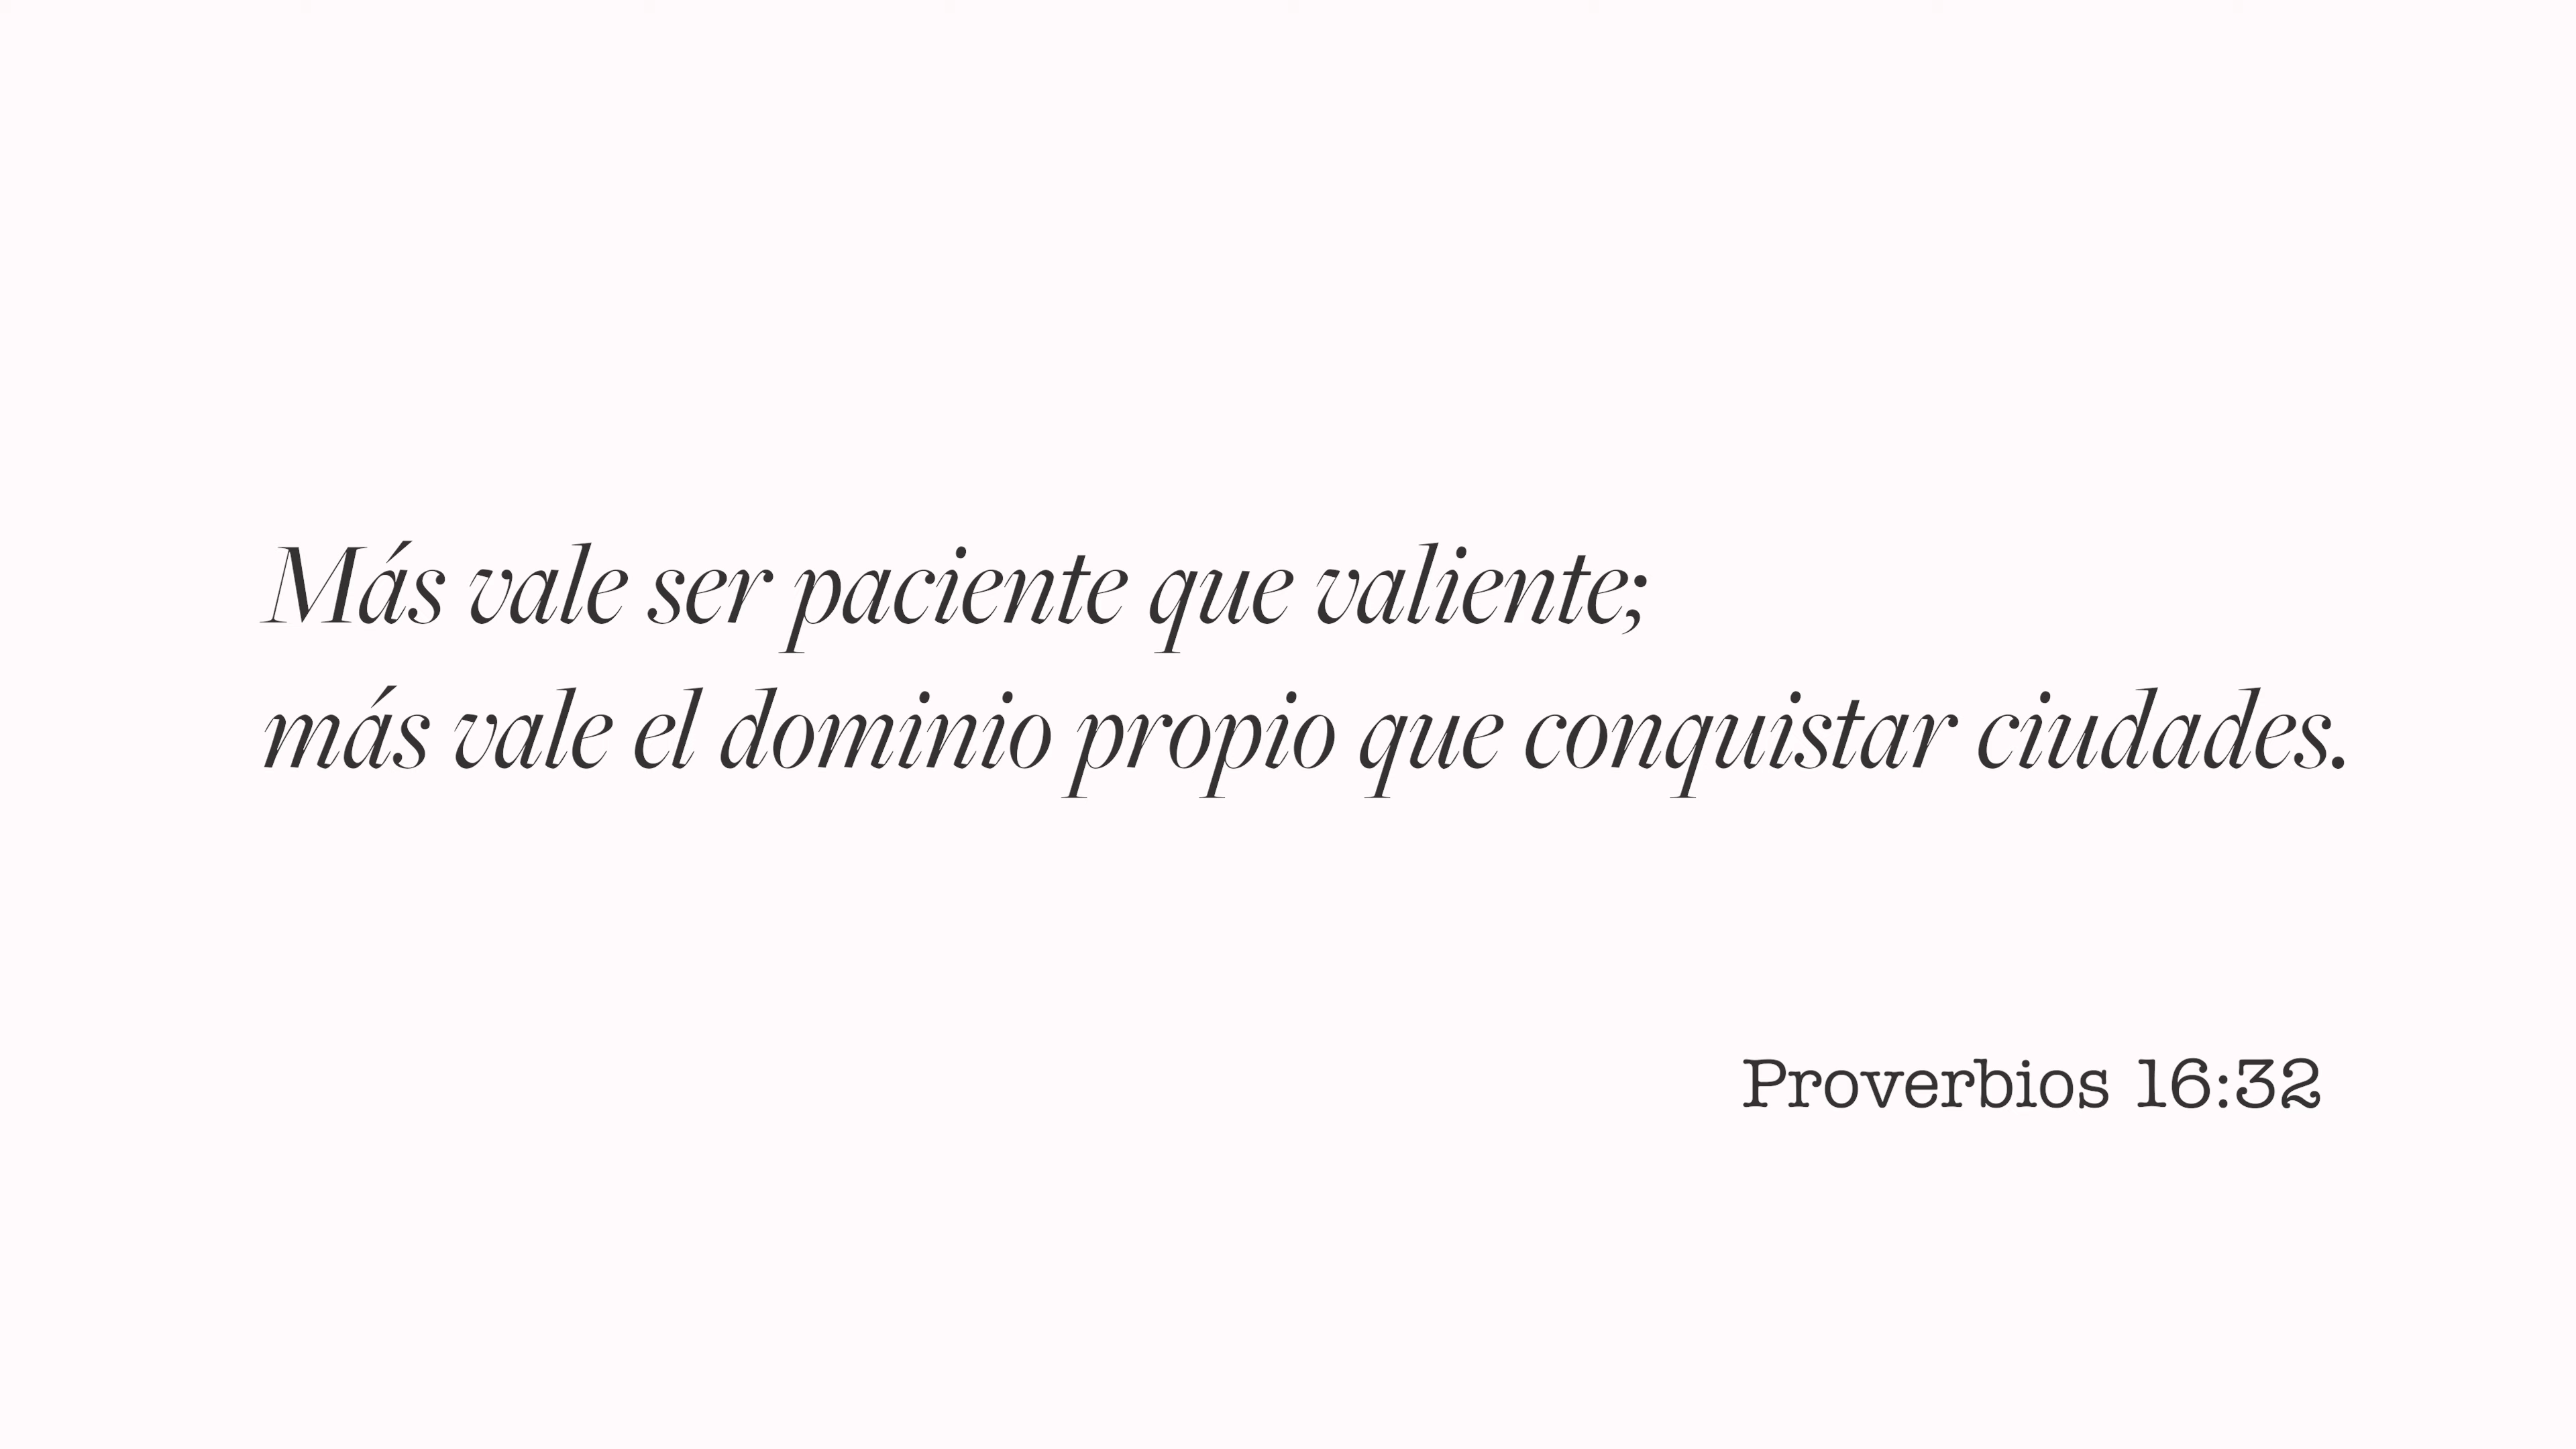 Más vale ser paciente que valiente;
más vale el dominio propio que conquistar ciudades.
Proverbios 16:32